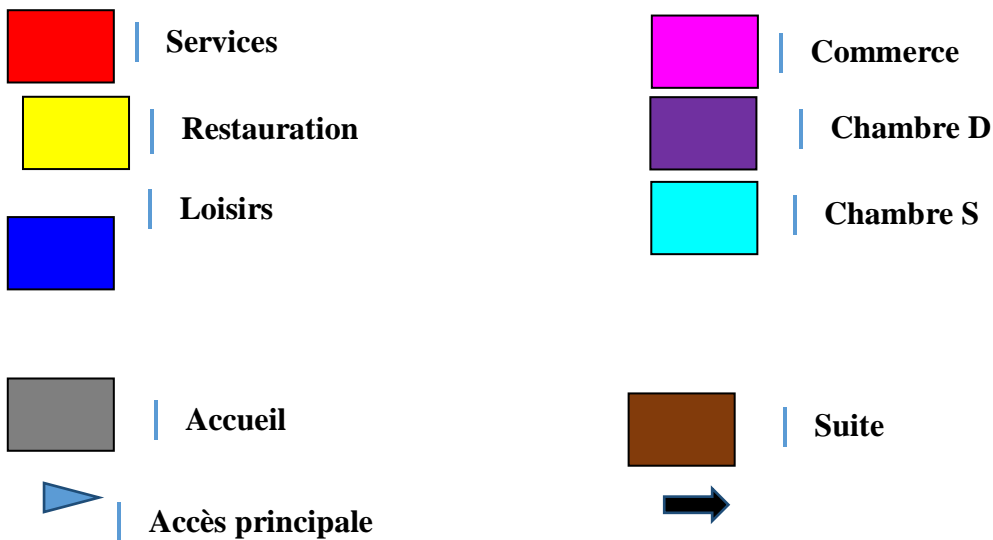 Services
Restauration
Loisirs
Accueil
Accès principale
Commerce
Chambre D
Chambre S
Suite